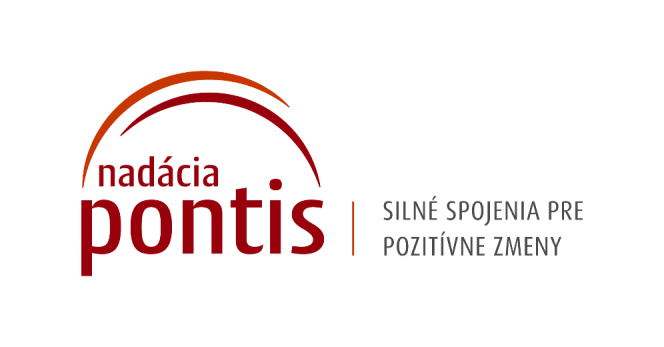 nadácia
pontis
SILNÉ SPOJENIA PRE
POZITÍVNE ZMENY